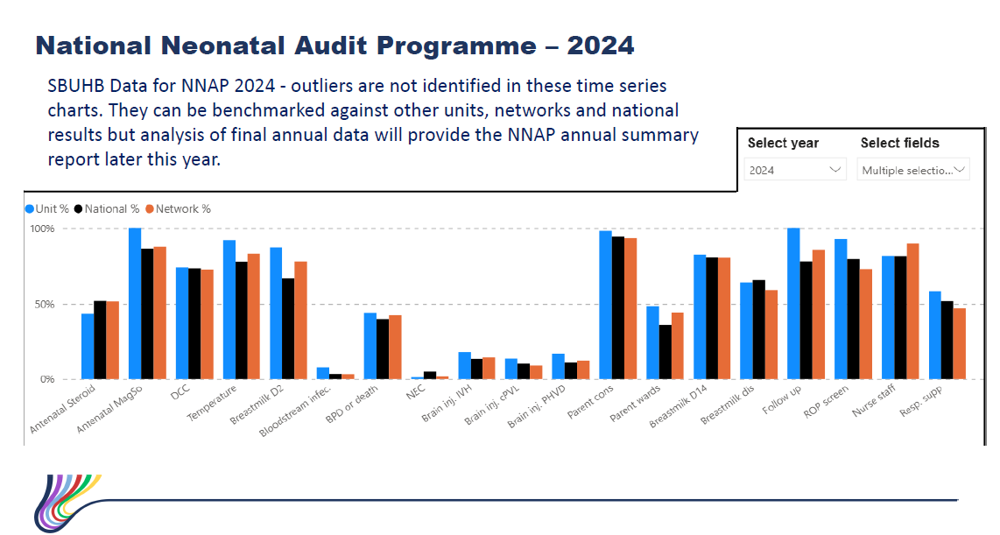 National Neonatal Audit Programme – 2024
SBUHB Data for NNAP 2024 - outliers are not identified in these time series
charts. They can be benchmarked against other units, networks and national
results but analysis of final annual data will provide the NNAP annual summary
report later this year.
Select year
Select fields
2024
Multiple selectio...
Unit %
National %
Network %
100%
50%
0%
Antenatal Steroid
Antenatal MagSo
DCC
Temperature
Breastmilk D2
Bloodstream infec.
BPD or death
NEC
Brain inj. IVH
Brain inj. cPVL
Brain inj. PHVD
Parent cons
Parent wards
Breastmilk D14
Breastmilk dis
Follow up
ROP screen
Nurse staff
Resp. supp